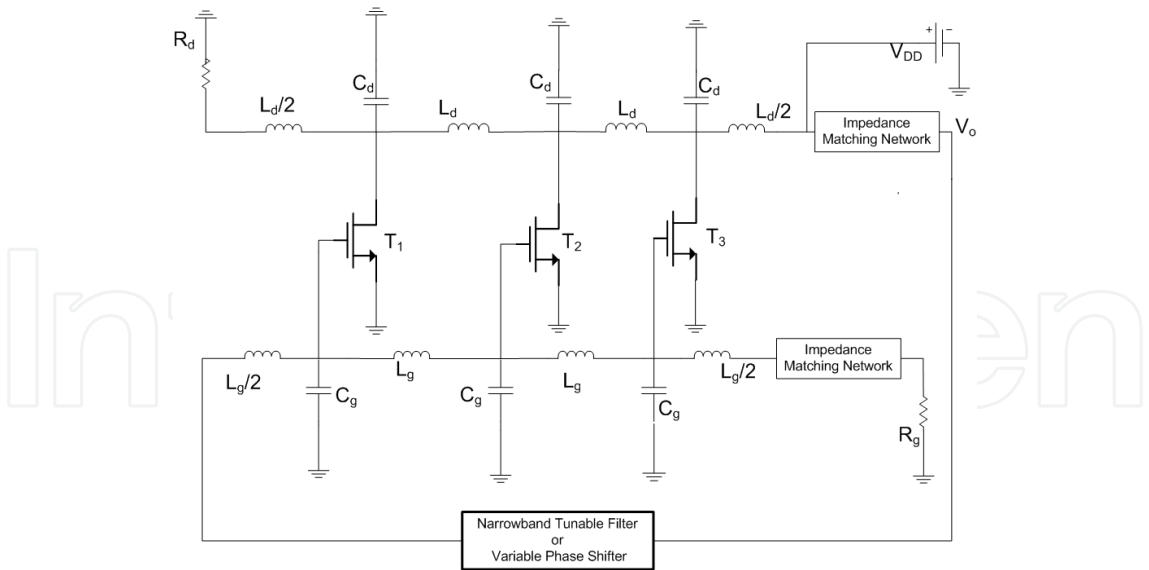 R_d
C_d
C_d
C_d
V_DD
+ −
L_d/2
L_d
L_d
L_d/2
Impedance
Matching Network
V_o
T_1
T_2
T_3
L_g/2
L_g
L_g
L_g/2
Impedance
Matching Network
C_g
C_g
C_g
R_g
Narrowband Tunable Filter
or
Variable Phase Shifter